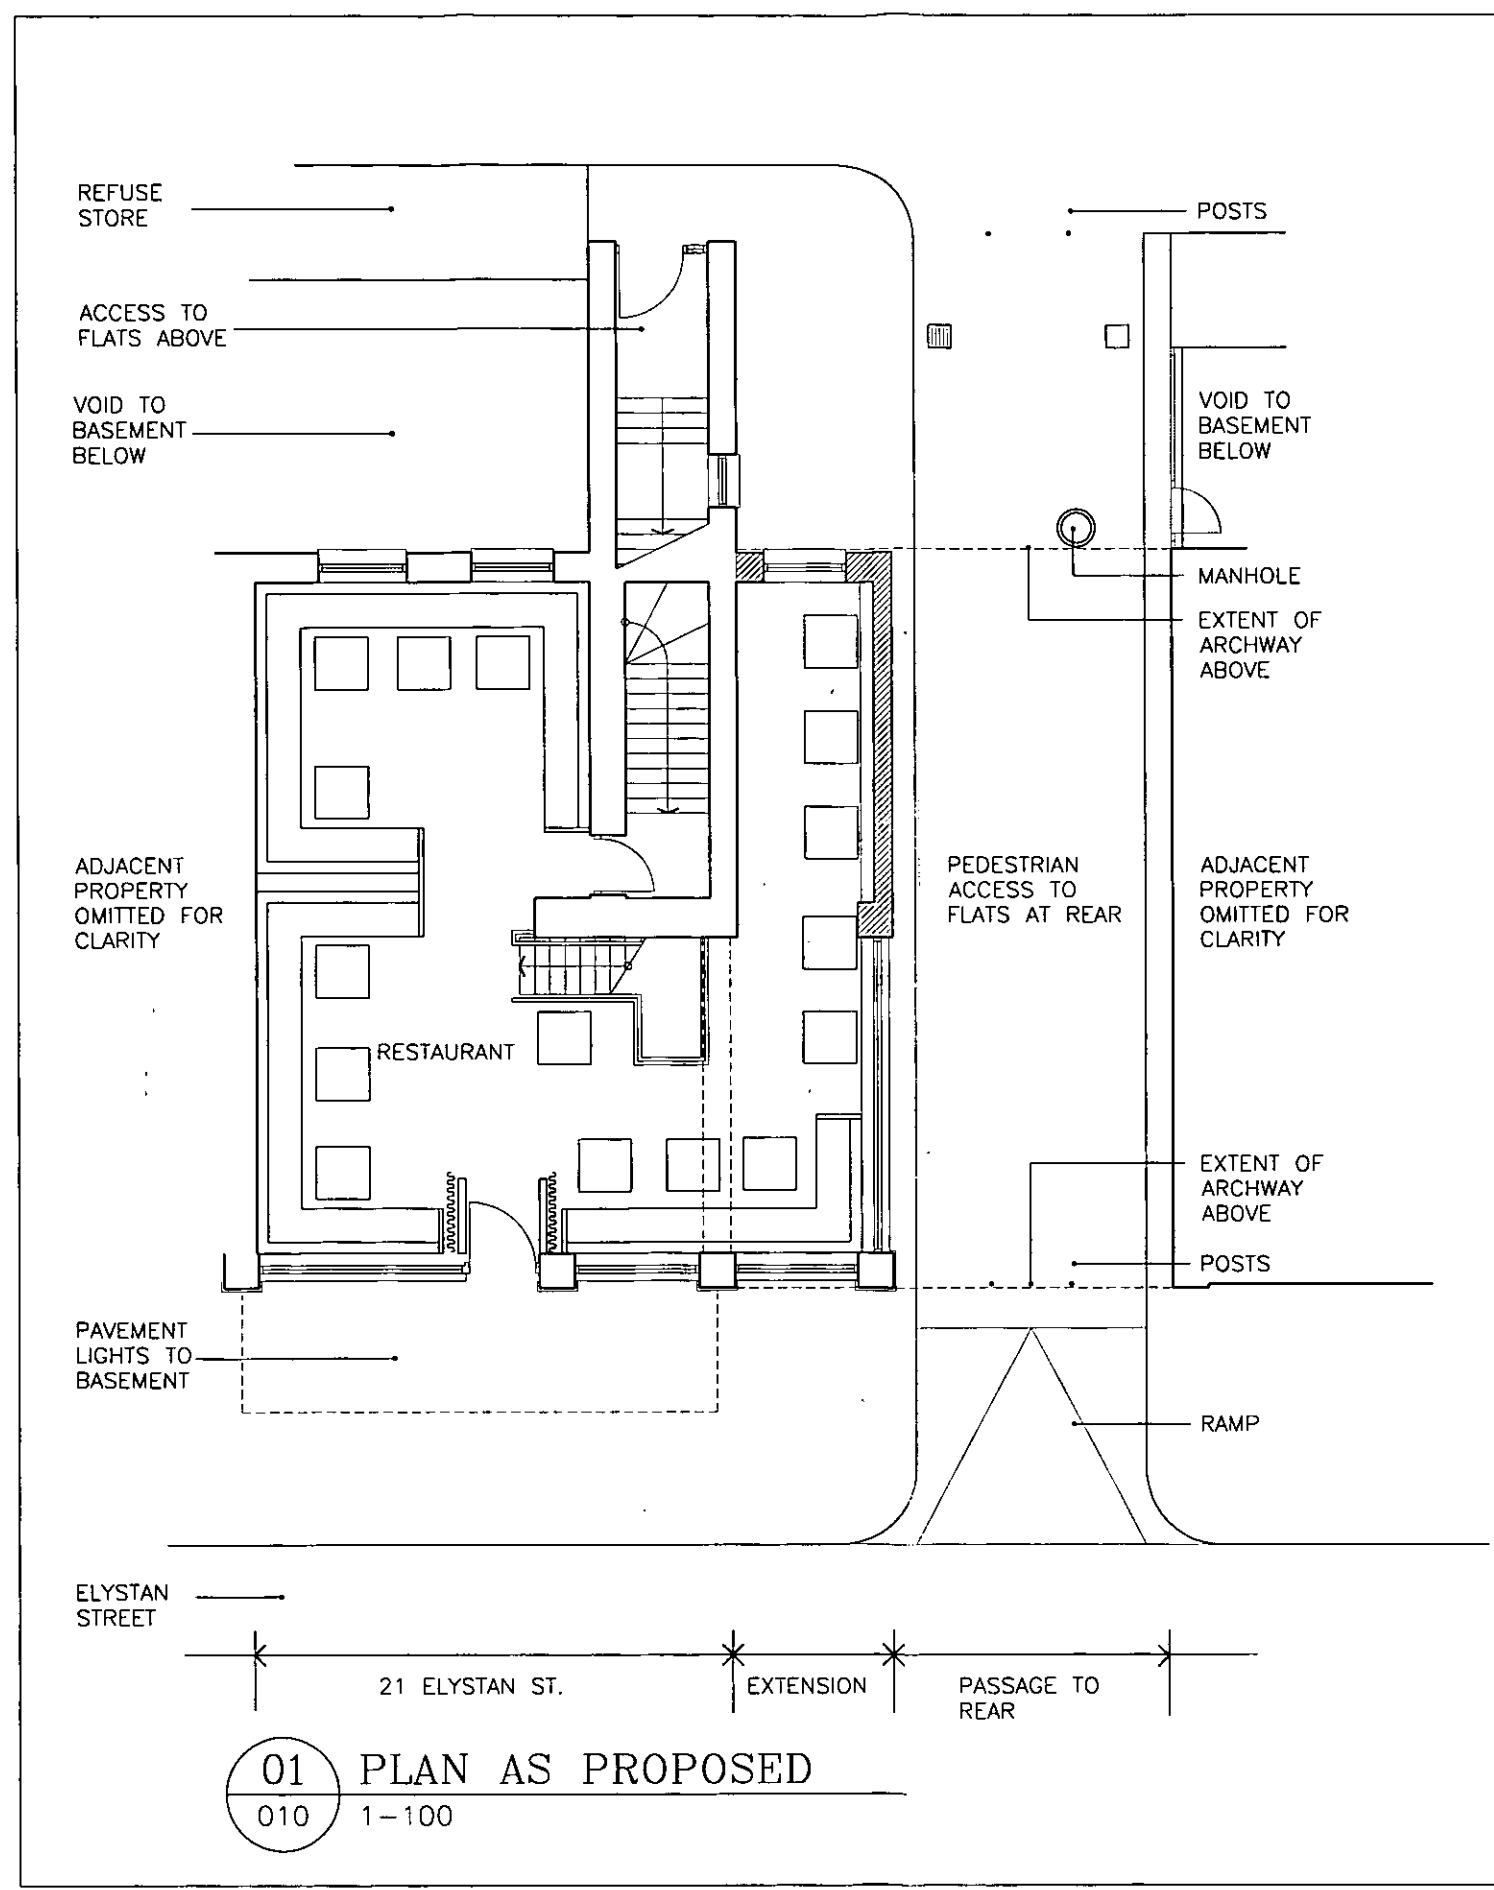 REFUSE
STORE
POSTS
ACCESS TO
FLATS ABOVE
VOID TO
BASEMENT
BELOW
VOID TO
BASEMENT
BELOW
MANHOLE
EXTENT OF
ARCHWAY
ABOVE
ADJACENT
PROPERTY
OMITTED FOR
CLARITY
PEDESTRIAN
ACCESS TO
FLATS AT REAR
ADJACENT
PROPERTY
OMITTED FOR
CLARITY
RESTAURANT
EXTENT OF
ARCHWAY
ABOVE
POSTS
PAVEMENT
LIGHTS TO
BASEMENT
RAMP
ELYSTAN
STREET
21 ELYSTAN ST.
EXTENSION
PASSAGE TO
REAR
01
PLAN AS PROPOSED
010
1-100